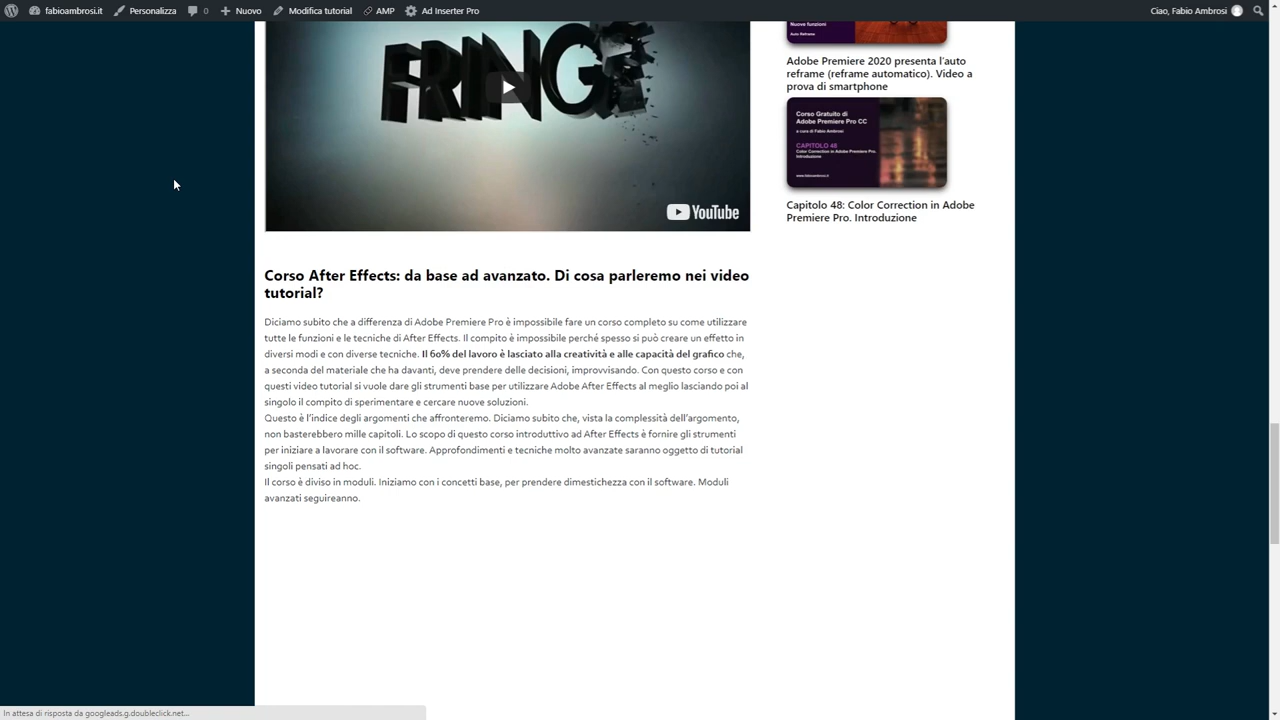 fabioambrosi.it Personalizza 0 Nuovo Modifica tutorial AMP Ad Inserter Pro Ciao, Fabio Ambrosi
FRINGE
YouTube
Nuove funzioni
Auto Reframe
Adobe Premiere 2020 presenta l'auto
reframe (reframe automatico). Video a
prova di smartphone
Corso Gratuito di
Adobe Premiere Pro CC
a cura di Fabio Ambrosi
CAPITOLO 48
Color Correction in Adobe Premiere Pro.
Introduzione
www.fabioambrosi.it
Capitolo 48: Color Correction in Adobe
Premiere Pro. Introduzione
Corso After Effects: da base ad avanzato. Di cosa parleremo nei video
tutorial?
Diciamo subito che a differenza di Adobe Premiere Pro è impossibile fare un corso completo su come utilizzare
tutte le funzioni e le tecniche di After Effects. Il compito è impossibile perché spesso si può creare un effetto in
diversi modi e con diverse tecniche. Il 60% del lavoro è lasciato alla creatività e alle capacità del grafico che,
a seconda del materiale che ha davanti, deve prendere delle decisioni, improvvisando. Con questo corso e con
questi video tutorial si vuole dare gli strumenti base per utilizzare Adobe After Effects al meglio lasciando poi al
singolo il compito di sperimentare e cercare nuove soluzioni.
Questo è l'indice degli argomenti che affronteremo. Diciamo subito che, vista la complessità dell'argomento,
non basterebbero mille capitoli. Lo scopo di questo corso introduttivo ad After Effects è fornire gli strumenti
per iniziare a lavorare con il software. Approfondimenti e tecniche molto avanzate saranno oggetto di tutorial
singoli pensati ad hoc.
Il corso è diviso in moduli. Iniziamo con i concetti base, per prendere dimestichezza con il software. Moduli
avanzati seguireanno.
In attesa di risposta da googleads.g.doubleclick.net...